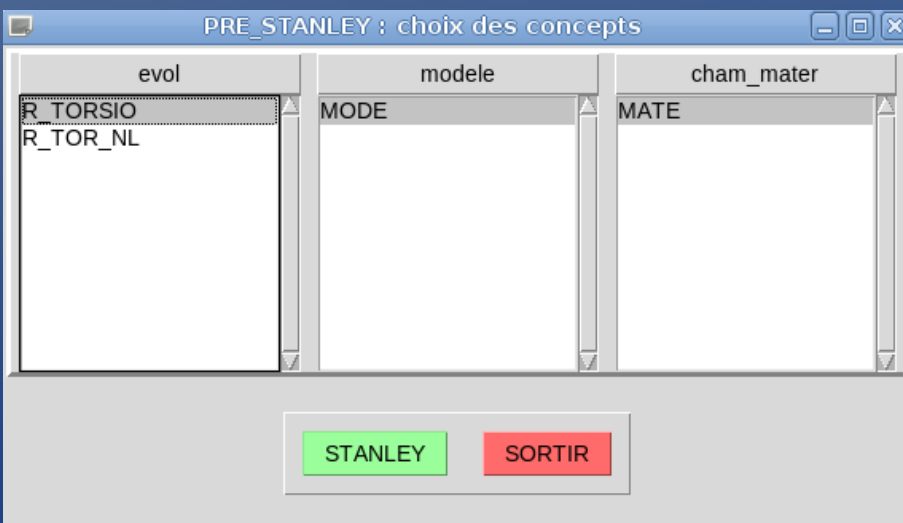 PRE_STANLEY : choix des concepts
evol modele cham_mater
R_TORSIO MODE MATE
R_TOR_NL
STANLEY SORTIR